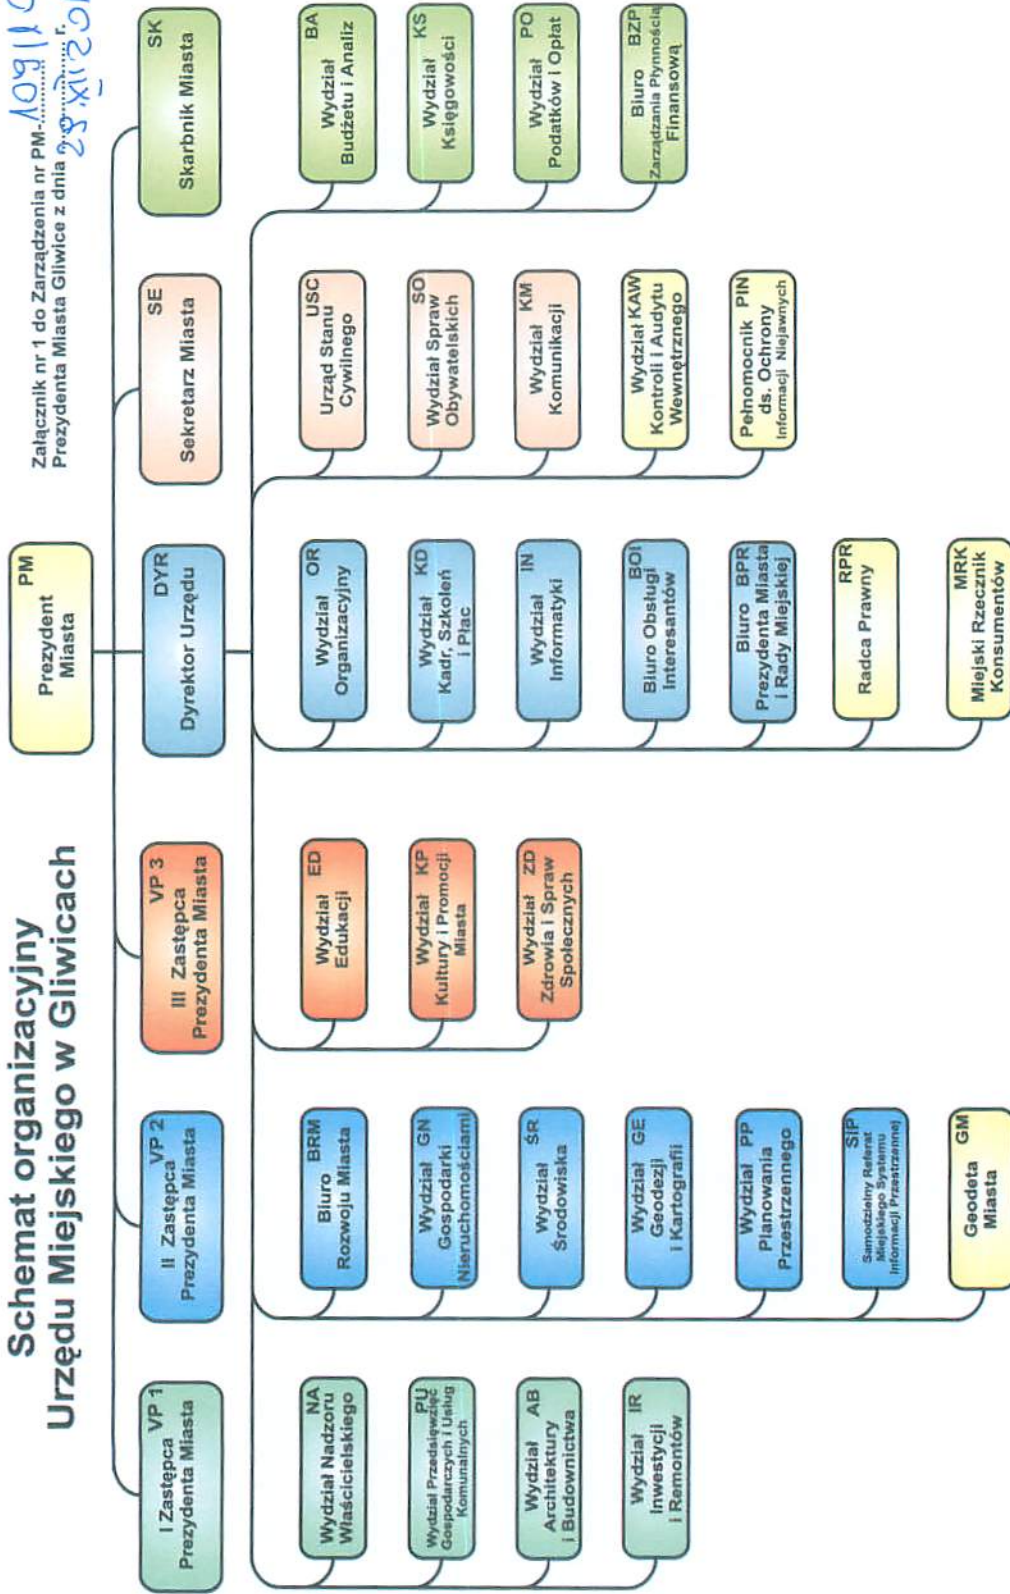 Schemat organizacyjny
Urzędu Miejskiego w Gliwicach
Załącznik nr 1 do Zarządzenia nr PM-
Prezydenta Miasta Gliwice z dnia 28.XII.201 r.
PM
Prezydent
Miasta
VP 1
I Zastępca
Prezydenta Miasta
VP 2
II Zastępca
Prezydenta Miasta
VP 3
III Zastępca
Prezydenta Miasta
DYR
Dyrektor Urzędu
SE
Sekretarz Miasta
SK
Skarbnik Miasta
NA
Wydział Nadzoru
Właścicielskiego
PU
Wydział Przedsięwzięć
Gospodarczych i Usług
Komunalnych
AB
Wydział
Architektury
i Budownictwa
IR
Wydział
Inwestycji
i Remontów
BRM
Biuro
Rozwoju Miasta
Wydział GN
Gospodarki
Nieruchomościami
ŚR
Wydział
Środowiska
Wydział GE
Geodezji
i Kartografii
Wydział PP
Planowania
Przestrzennego
SIP
Samodzielny Referat
Miejskiego Systemu
Informacji Przestrzennej
GM
Geodeta
Miasta
ED
Wydział
Edukacji
Wydział KP
Kultury i Promocji
Miasta
Wydział ZD
Zdrowia i Spraw
Społecznych
OR
Wydział
Organizacyjny
KD
Wydział
Kadr, Szkoleń
i Płac
IN
Wydział
Informatyki
BOI
Biuro Obsługi
Interesantów
Biuro BPR
Prezydenta Miasta
i Rady Miejskiej
RPR
Radca Prawny
MRK
Miejski Rzecznik
Konsumentów
USC
Urząd Stanu
Cywilnego
SO
Wydział Spraw
Obywatelskich
KM
Wydział
Komunikacji
Wydział KAW
Kontroli i Audytu
Wewnętrznego
Pełnomocnik PIN
ds. Ochrony
Informacji Niejawnych
BA
Wydział
Budżetu i Analiz
KS
Wydział
Księgowości
PO
Wydział
Podatków i Opłat
Biuro BZP
Zarządzania Płynnością
Finansową